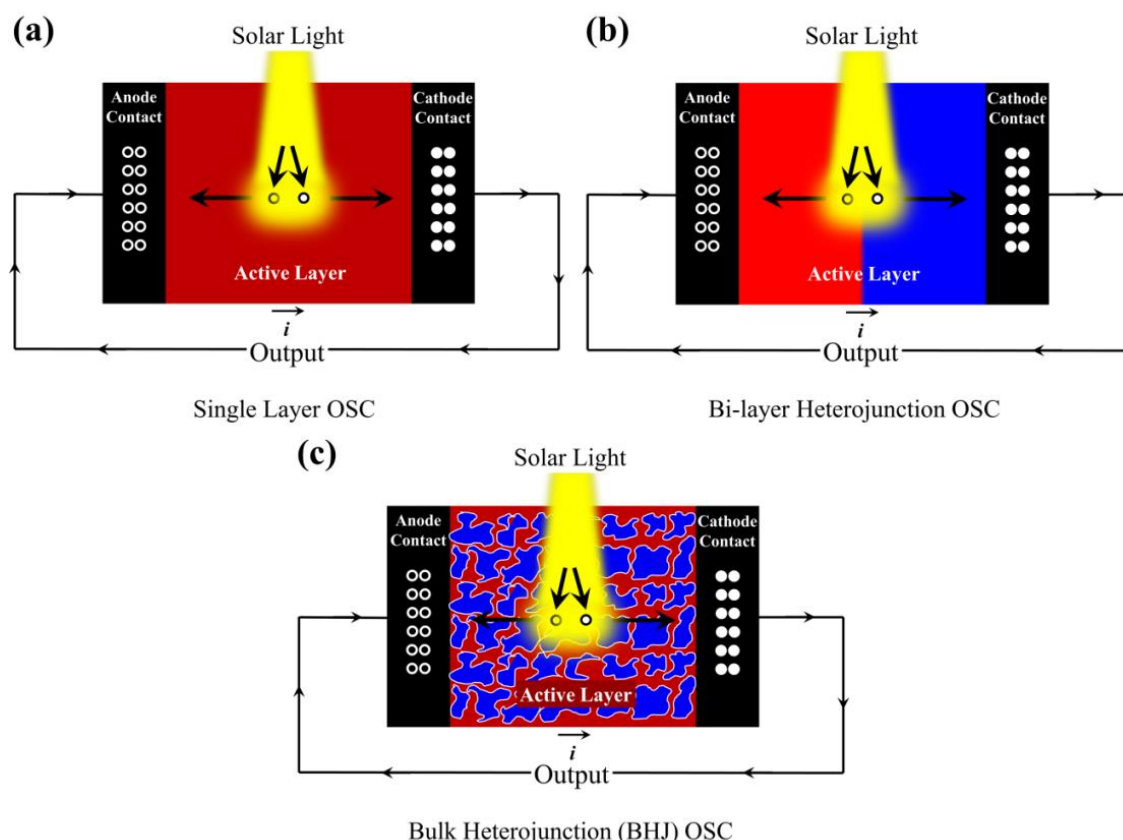 (a)
Solar Light
Anode
Contact
Cathode
Contact
Active Layer
i
Output
Single Layer OSC
(b)
Solar Light
Anode
Contact
Cathode
Contact
Active Layer
i
Output
Bi-layer Heterojunction OSC
(c)
Solar Light
Anode
Contact
Cathode
Contact
Active Layer
i
Output
Bulk Heterojunction (BHJ) OSC